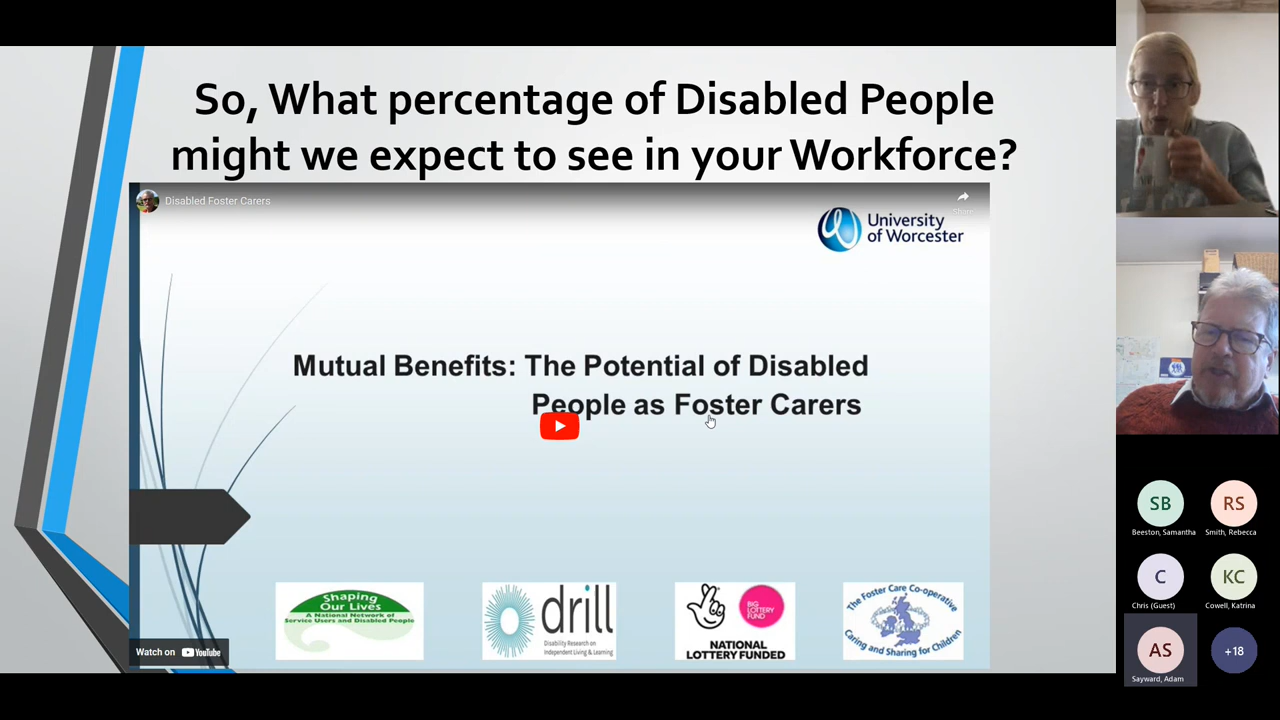 So, What percentage of Disabled People
might we expect to see in your Workforce?
Disabled Foster Carers
Share
University
of Worcester
Mutual Benefits: The Potential of Disabled
People as Foster Carers
Shaping
Our Lives
A National Network of
Service Users and Disabled People
drill
Disability Research on
Independent Living & Learning
BIG
LOTTERY
FUND
NATIONAL
LOTTERY FUNDED
The Foster Care Co-operative
Caring and Sharing for Children
Watch on YouTube
SB
RS
Beeston, Samantha
Smith, Rebecca
C
KC
Chris (Guest)
Cowell, Katrina
AS
+18
Sayward, Adam